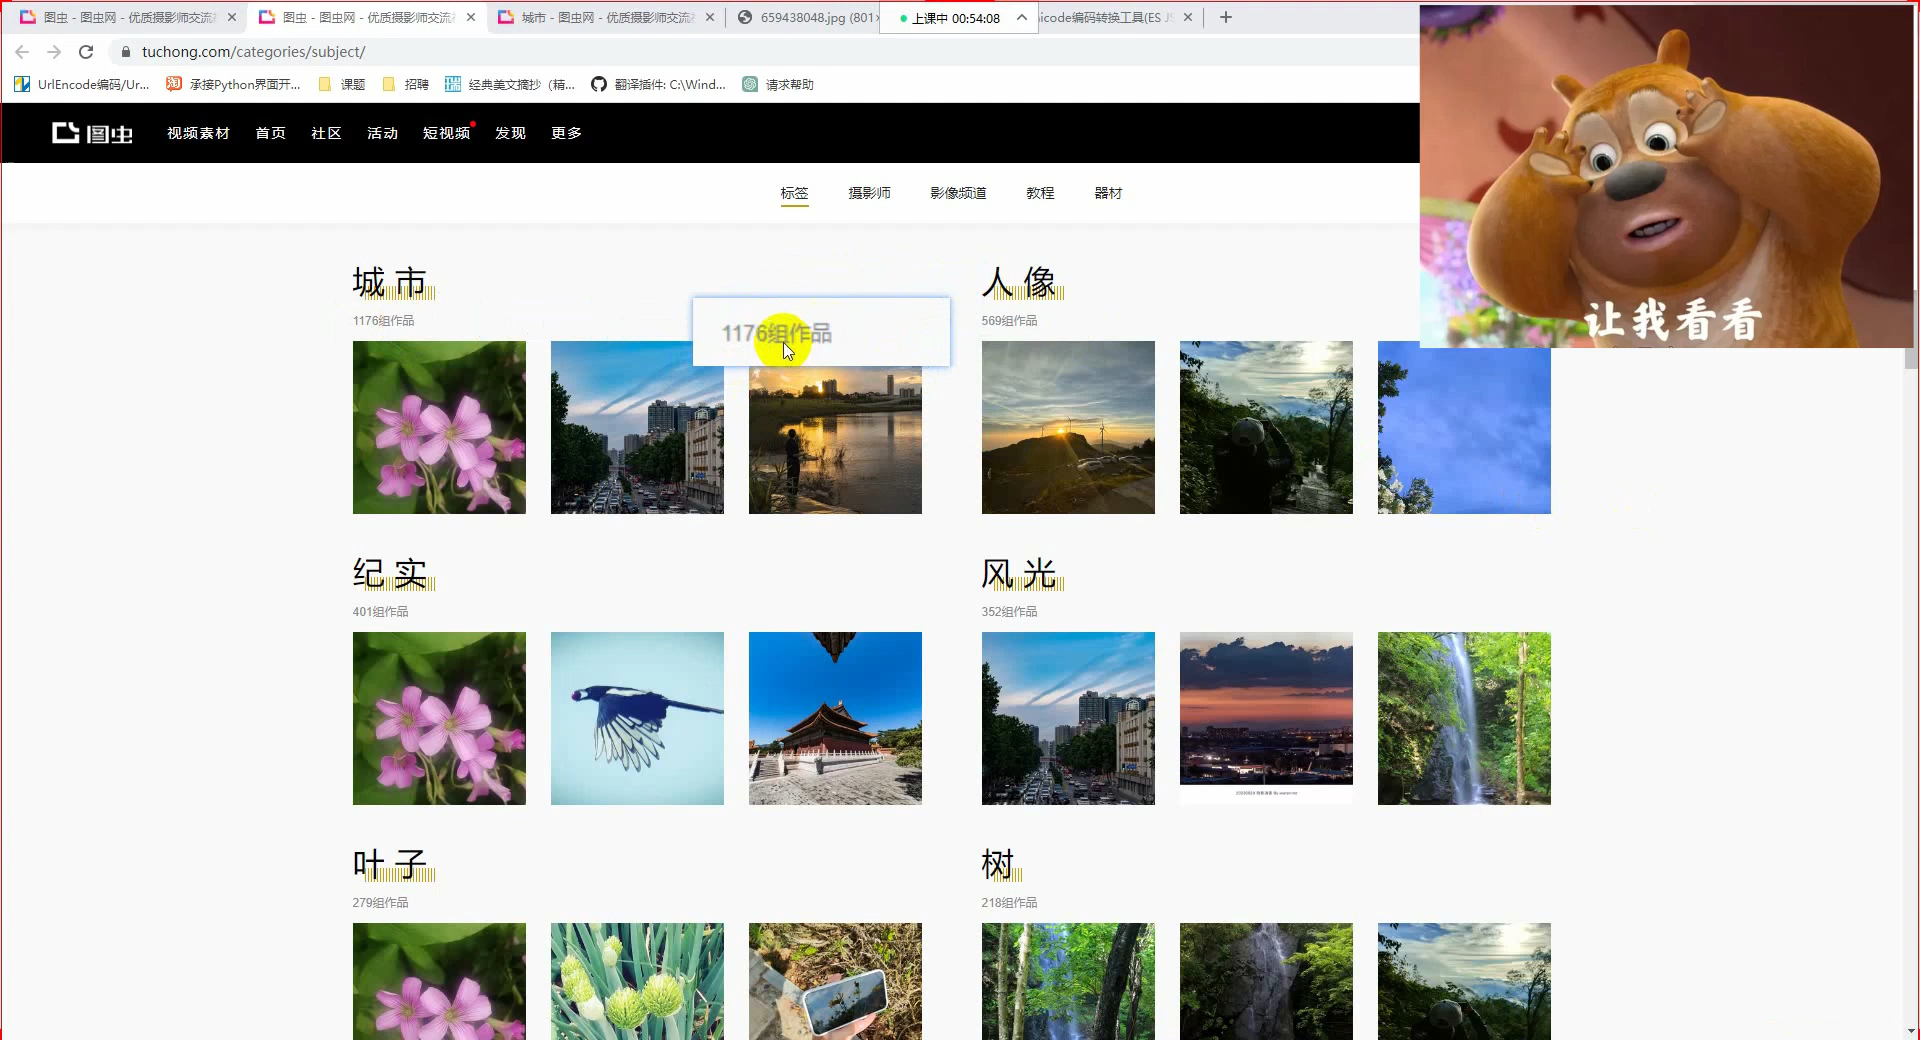 图虫 - 图虫网 - 优质摄影师交流
图虫 - 图虫网 - 优质摄影师交流
城市 - 图虫网 - 优质摄影师交流
659438048.jpg (801×
上课中 00:54:08
nicode编码转换工具(ES JS
tuchong.com/categories/subject/
UrlEncode编码/Ur...
承接Python界面开...
课题
招聘
经典美文摘抄（精...
翻译插件: C:\Wind...
请求帮助
图虫
视频素材
首页
社区
活动
短视频
发现
更多
标签
摄影师
影像频道
教程
器材
让我看看
城市
1176组作品
1176组作品
人像
569组作品
纪实
401组作品
风光
352组作品
叶子
279组作品
树
218组作品